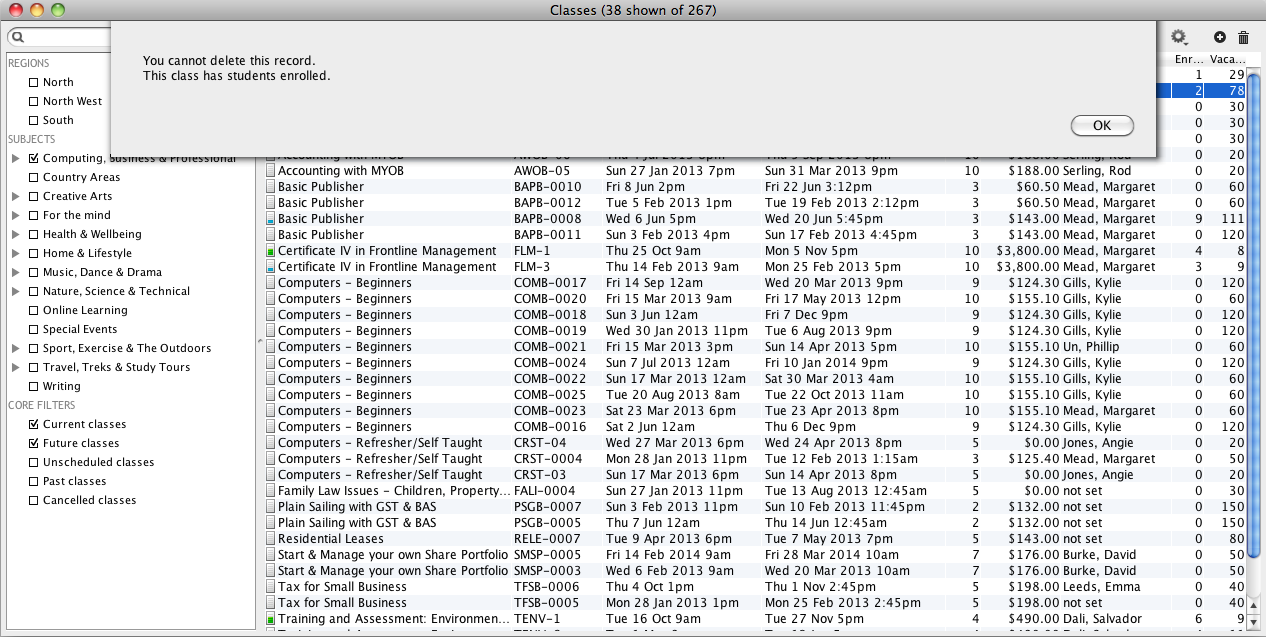 Classes (38 shown of 267)
You cannot delete this record.
This class has students enrolled.
OK
REGIONS
North
North West
South
SUBJECTS
Computing, Business & Professional
Country Areas
Creative Arts
For the mind
Health & Wellbeing
Home & Lifestyle
Music, Dance & Drama
Nature, Science & Technical
Online Learning
Special Events
Sport, Exercise & The Outdoors
Travel, Treks & Study Tours
Writing
CORE FILTERS
Current classes
Future classes
Unscheduled classes
Past classes
Cancelled classes
Enr... Vaca...
1 29
2 78
0 30
0 30
0 30
Accounting with MYOB 10 Serling, Rod 0 20
Accounting with MYOB AWOB-05 Sun 27 Jan 2013 7pm Sun 31 Mar 2013 9pm 10 $188.00 Serling, Rod 0 20
Basic Publisher BAPB-0010 Fri 8 Jun 2pm Fri 22 Jun 3:12pm 3 $60.50 Mead, Margaret 0 60
Basic Publisher BAPB-0012 Tue 5 Feb 2013 1pm Tue 19 Feb 2013 2:12pm 3 $60.50 Mead, Margaret 0 60
Basic Publisher BAPB-0008 Wed 6 Jun 5pm Wed 20 Jun 5:45pm 3 $143.00 Mead, Margaret 9 111
Basic Publisher BAPB-0011 Sun 3 Feb 2013 4pm Sun 17 Feb 2013 4:45pm 3 $143.00 Mead, Margaret 0 120
Certificate IV in Frontline Management FLM-1 Thu 25 Oct 9am Mon 5 Nov 5pm 10 $3,800.00 Mead, Margaret 4 8
Certificate IV in Frontline Management FLM-3 Thu 14 Feb 2013 9am Mon 25 Feb 2013 5pm 10 $3,800.00 Mead, Margaret 3 9
Computers - Beginners COMB-0017 Fri 14 Sep 12am Wed 20 Mar 2013 9pm 9 $124.30 Gills, Kylie 0 120
Computers - Beginners COMB-0020 Fri 15 Mar 2013 9am Fri 17 May 2013 12pm 10 $155.10 Gills, Kylie 0 60
Computers - Beginners COMB-0018 Sun 3 Jun 12am Fri 7 Dec 9pm 9 $124.30 Gills, Kylie 0 120
Computers - Beginners COMB-0019 Wed 30 Jan 2013 11pm Tue 6 Aug 2013 9pm 9 $124.30 Gills, Kylie 0 120
Computers - Beginners COMB-0021 Fri 15 Mar 2013 3pm Sun 14 Apr 2013 5pm 10 $155.10 Un, Phillip 0 60
Computers - Beginners COMB-0024 Sun 7 Jul 2013 12am Fri 10 Jan 2014 9pm 9 $124.30 Gills, Kylie 0 120
Computers - Beginners COMB-0022 Sun 17 Mar 2013 12am Sat 30 Mar 2013 4am 10 $155.10 Gills, Kylie 0 60
Computers - Beginners COMB-0025 Tue 20 Aug 2013 8am Tue 22 Oct 2013 11am 10 $155.10 Gills, Kylie 0 60
Computers - Beginners COMB-0023 Sat 23 Mar 2013 6pm Tue 23 Apr 2013 8pm 10 $155.10 Mead, Margaret 0 60
Computers - Beginners COMB-0016 Sat 2 Jun 12am Thu 6 Dec 9pm 9 $124.30 Gills, Kylie 0 120
Computers - Refresher/Self Taught CRST-04 Wed 27 Mar 2013 6pm Wed 24 Apr 2013 8pm 5 $0.00 Jones, Angie 0 20
Computers - Refresher/Self Taught CRST-0004 Mon 28 Jan 2013 11pm Tue 12 Feb 2013 1:15am 3 $125.40 Mead, Margaret 0 50
Computers - Refresher/Self Taught CRST-03 Sun 17 Mar 2013 6pm Sun 14 Apr 2013 8pm 5 $0.00 Jones, Angie 0 20
Family Law Issues - Children, Property... FALI-0004 Sun 27 Jan 2013 11pm Tue 13 Aug 2013 12:45am 5 $0.00 not set 0 30
Plain Sailing with GST & BAS PSGB-0007 Sun 3 Feb 2013 11pm Sun 10 Feb 2013 11:45pm 2 $132.00 not set 0 150
Plain Sailing with GST & BAS PSGB-0005 Thu 7 Jun 12am Thu 14 Jun 12:45am 2 $132.00 not set 0 150
Residential Leases RELE-0007 Tue 9 Apr 2013 6pm Tue 7 May 2013 7pm 5 $143.00 not set 0 80
Start & Manage your own Share Portfolio SMSP-0005 Fri 14 Feb 2014 9am Fri 28 Mar 2014 10am 7 $176.00 Burke, David 0 50
Start & Manage your own Share Portfolio SMSP-0003 Wed 6 Feb 2013 9am Wed 20 Mar 2013 10am 7 $176.00 Burke, David 0 50
Tax for Small Business TFSB-0006 Thu 4 Oct 1pm Thu 1 Nov 2:45pm 5 $198.00 Leeds, Emma 0 40
Tax for Small Business TFSB-0005 Mon 28 Jan 2013 1pm Mon 25 Feb 2013 2:45pm 5 $198.00 not set 0 40
Training and Assessment: Environmen... TENV-1 Tue 16 Oct 9am Tue 27 Nov 5pm 4 $490.00 Dali, Salvador 6 9